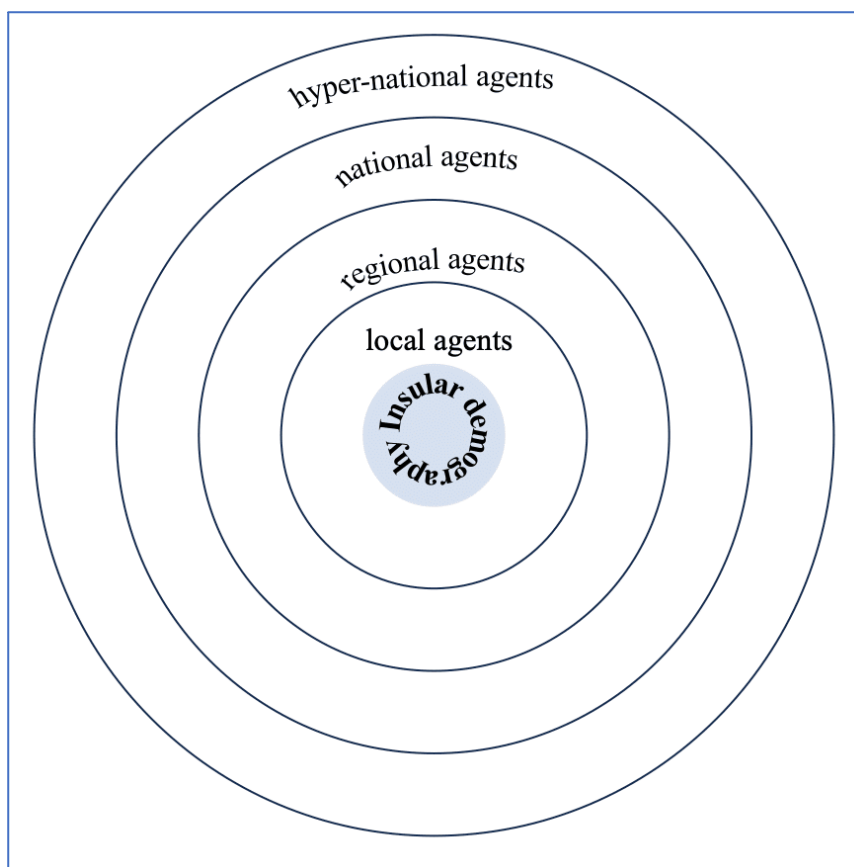 hyper-national agents
national agents
regional agents
local agents
Insular demography